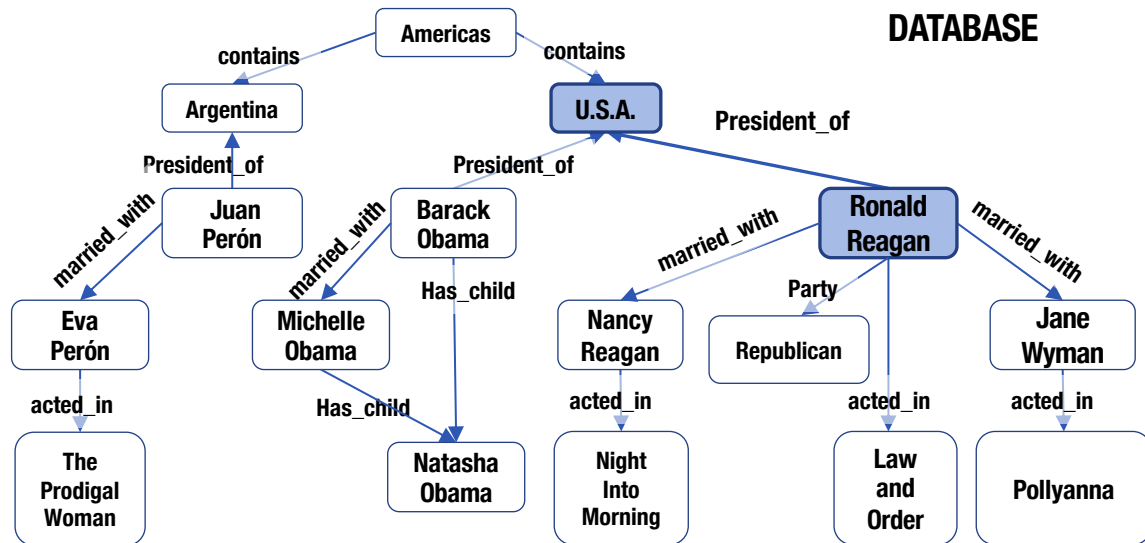 DATABASE
Americas
contains
contains
Argentina
U.S.A.
President_of
President_of
President_of
Juan
Perón
Barack
Obama
Ronald
Reagan
married_with
married_with
married_with
married_with
Has_child
Party
Eva
Perón
Michelle
Obama
Nancy
Reagan
Republican
Jane
Wyman
acted_in
Has_child
acted_in
acted_in
acted_in
The
Prodigal
Woman
Natasha
Obama
Night
Into
Morning
Law
and
Order
Pollyanna